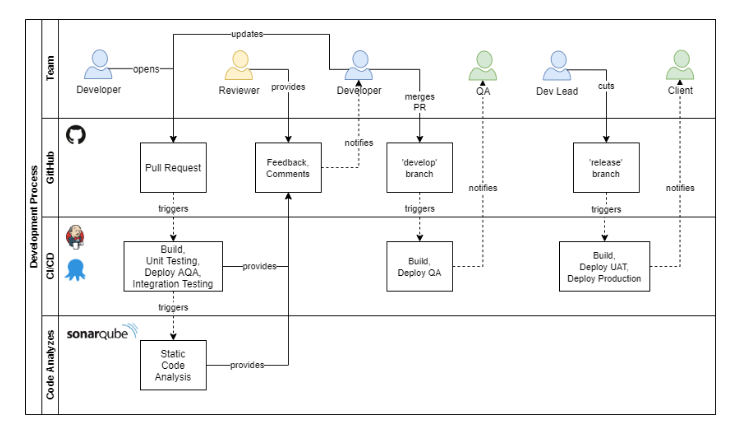 Development Process
Team
updates
opens
provides
merges
PR
cuts
Developer
Reviewer
Developer
QA
Dev Lead
Client
notifies
GitHub
Pull Request
Feedback,
Comments
'develop'
branch
'release'
branch
notifies
notifies
triggers
triggers
triggers
CI/CD
Build,
Unit Testing,
Deploy AQA,
Integration Testing
provides
Build,
Deploy QA
Build,
Deploy UAT,
Deploy Production
triggers
Code Analyzes
sonarqube
Static
Code
Analysis
provides